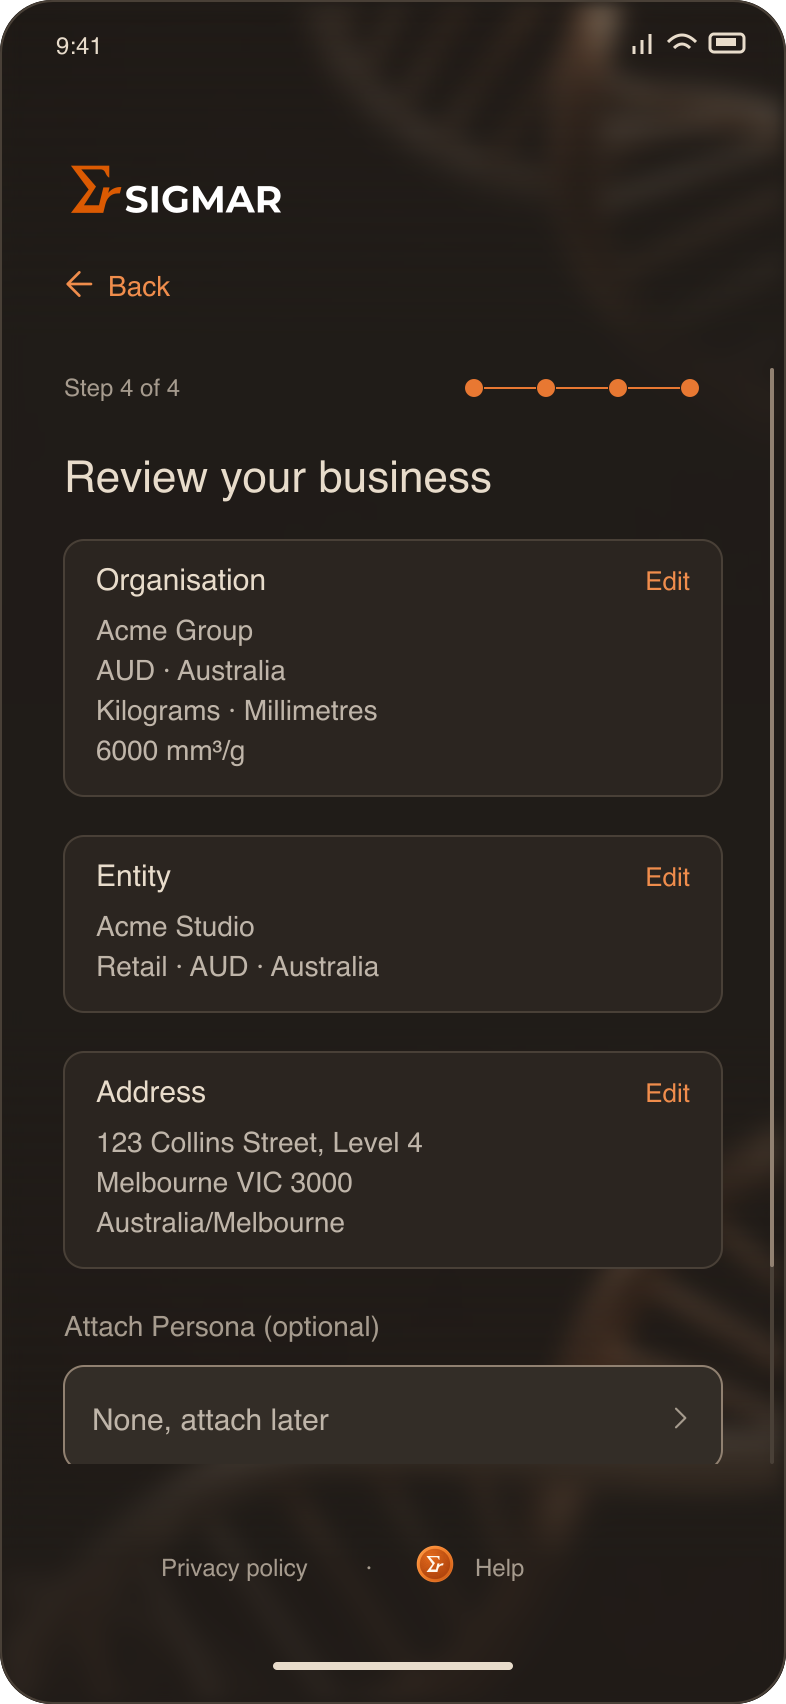 9:41
Σr SIGMAR
← Back
Step 4 of 4
Review your business
Organisation Edit
Acme Group
AUD · Australia
Kilograms · Millimetres
6000 mm³/g
Entity Edit
Acme Studio
Retail · AUD · Australia
Address Edit
123 Collins Street, Level 4
Melbourne VIC 3000
Australia/Melbourne
Attach Persona (optional)
None, attach later
Privacy policy · Σr Help